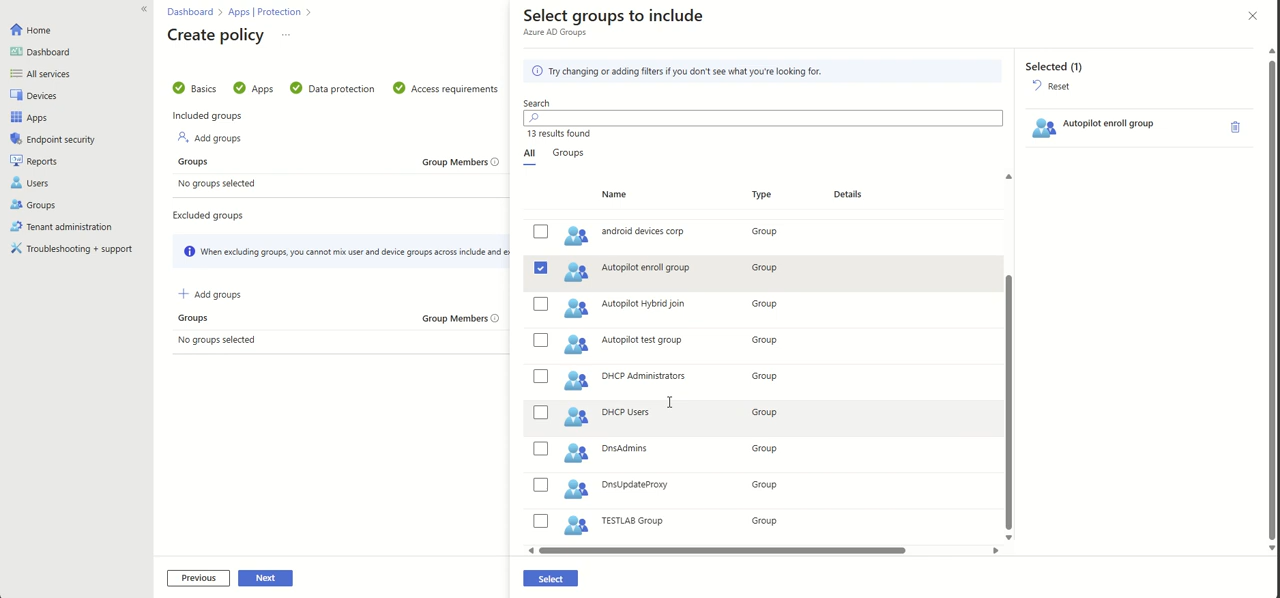 «
Home
Dashboard
All services
Devices
Apps
Endpoint security
Reports
Users
Groups
Tenant administration
Troubleshooting + support
Dashboard > Apps | Protection >
Create policy ...
Basics
Apps
Data protection
Access requirements
Included groups
Add groups
Groups
Group Members
No groups selected
Excluded groups
When excluding groups, you cannot mix user and device groups across include and ex
Add groups
Groups
Group Members
No groups selected
Previous
Next
Select groups to include
Azure AD Groups
Try changing or adding filters if you don't see what you're looking for.
Search
13 results found
All
Groups
Name
Type
Details
android devices corp
Group
Autopilot enroll group
Group
Autopilot Hybrid join
Group
Autopilot test group
Group
DHCP Administrators
Group
DHCP Users
Group
DnsAdmins
Group
DnsUpdateProxy
Group
TESTLAB Group
Group
Select
Selected (1)
Reset
Autopilot enroll group